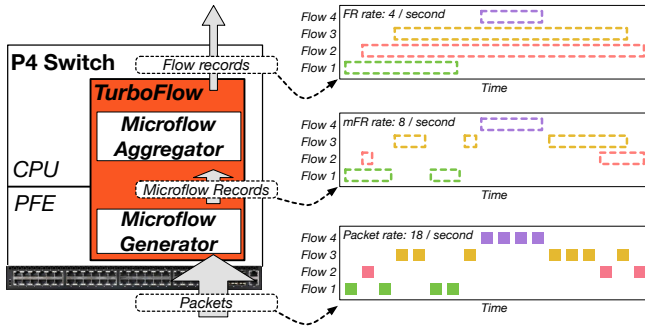 P4 Switch
TurboFlow
Microflow
Aggregator
CPU
PFE
Microflow
Generator
Flow records
Microflow Records
Packets
FR rate: 4 / second
Flow 4
Flow 3
Flow 2
Flow 1
Time
mFR rate: 8 / second
Flow 4
Flow 3
Flow 2
Flow 1
Time
Packet rate: 18 / second
Flow 4
Flow 3
Flow 2
Flow 1
Time